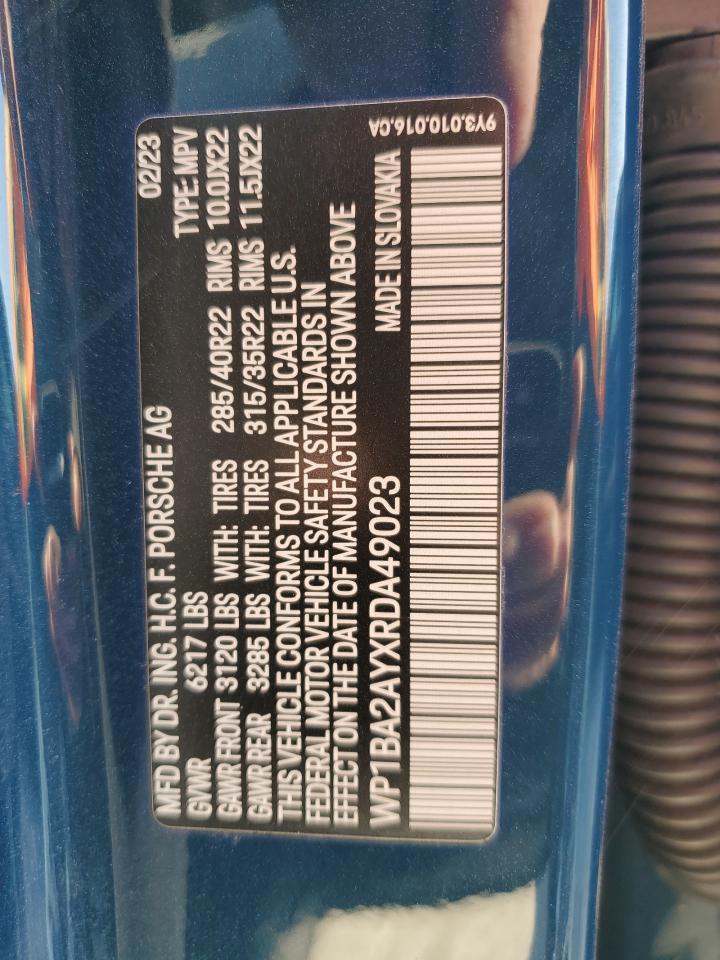 MFD BY DR. ING. H.C. F. PORSCHE AG 02/23
GVWR 6217 LBS TYPE: MPV
GAWR FRONT 3120 LBS WITH: TIRES 285/40R22 RIMS 10.0JX22
GAWR REAR 3285 LBS WITH: TIRES 315/35R22 RIMS 11.5JX22
THIS VEHICLE CONFORMS TO ALL APPLICABLE U.S.
FEDERAL MOTOR VEHICLE SAFETY STANDARDS IN
EFFECT ON THE DATE OF MANUFACTURE SHOWN ABOVE
WP1BA2AYXRDA49023 MADE IN SLOVAKIA
9Y3.010.016.CA